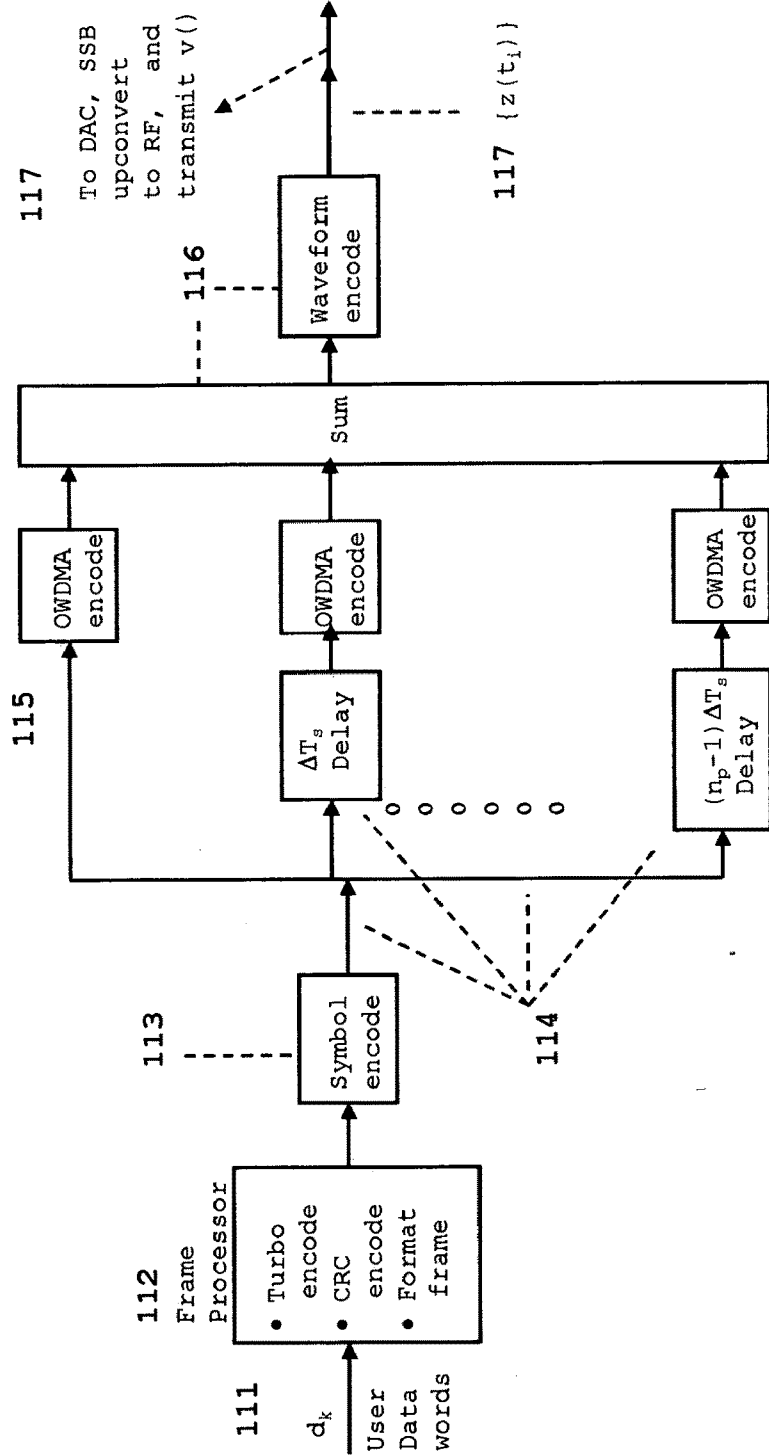 111
d_k
User
Data
words
112
Frame
Processor
• Turbo
encode
• CRC
encode
• Format
frame
113
Symbol
encode
114
115
OWDMA
encode
ΔT_s
Delay
OWDMA
encode
o o o o o o
(n_p-1)ΔT_s
Delay
OWDMA
encode
Sum
116
Waveform
encode
117
To DAC, SSB
upconvert
to RF, and
transmit v()
117 {z(t_i)}